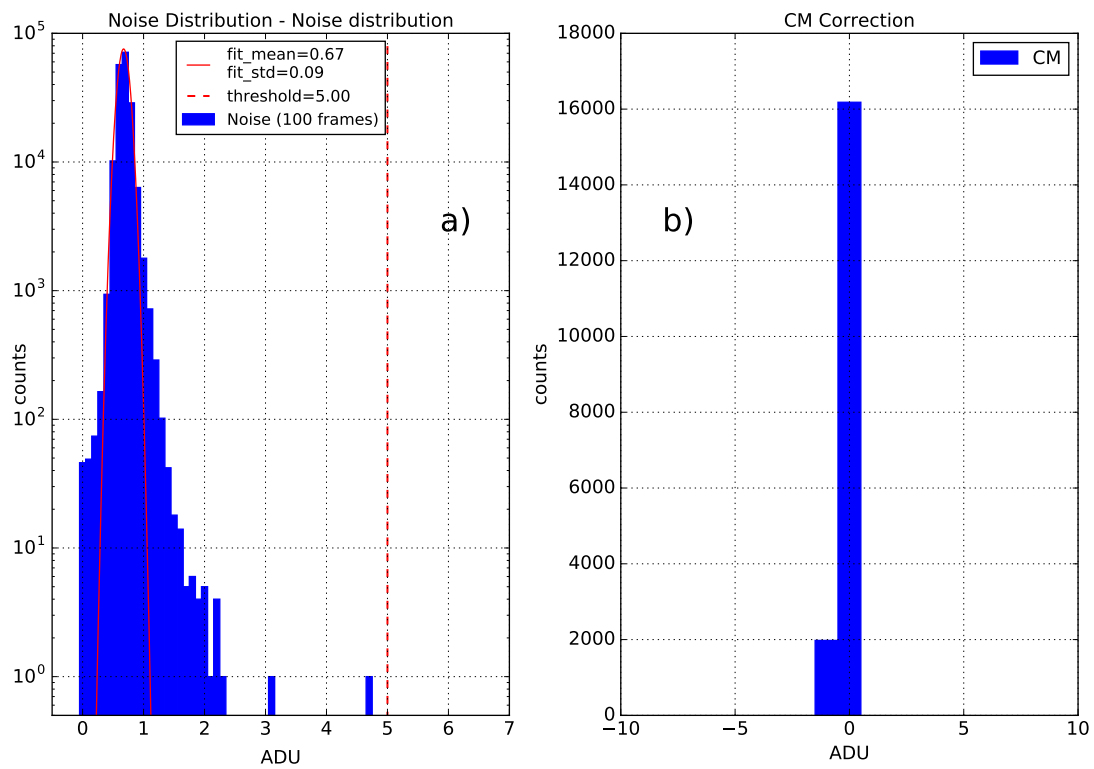 Noise Distribution - Noise distribution
10^5
10^4
10^3
10^2
10^1
10^0
counts
fit_mean=0.67
fit_std=0.09
threshold=5.00
Noise (100 frames)
a)
0 1 2 3 4 5 6 7
ADU
CM Correction
18000
16000
14000
12000
10000
8000
6000
4000
2000
0
counts
CM
b)
−10 −5 0 5 10
ADU